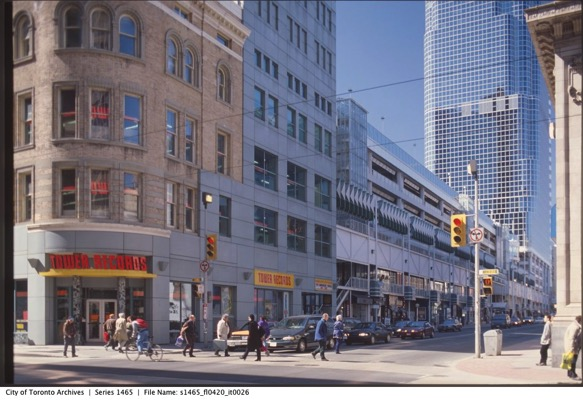 TOWER RECORDS
TOWER RECORDS
City of Toronto Archives | Series 1465 | File Name: s1465_fl0420_it0026